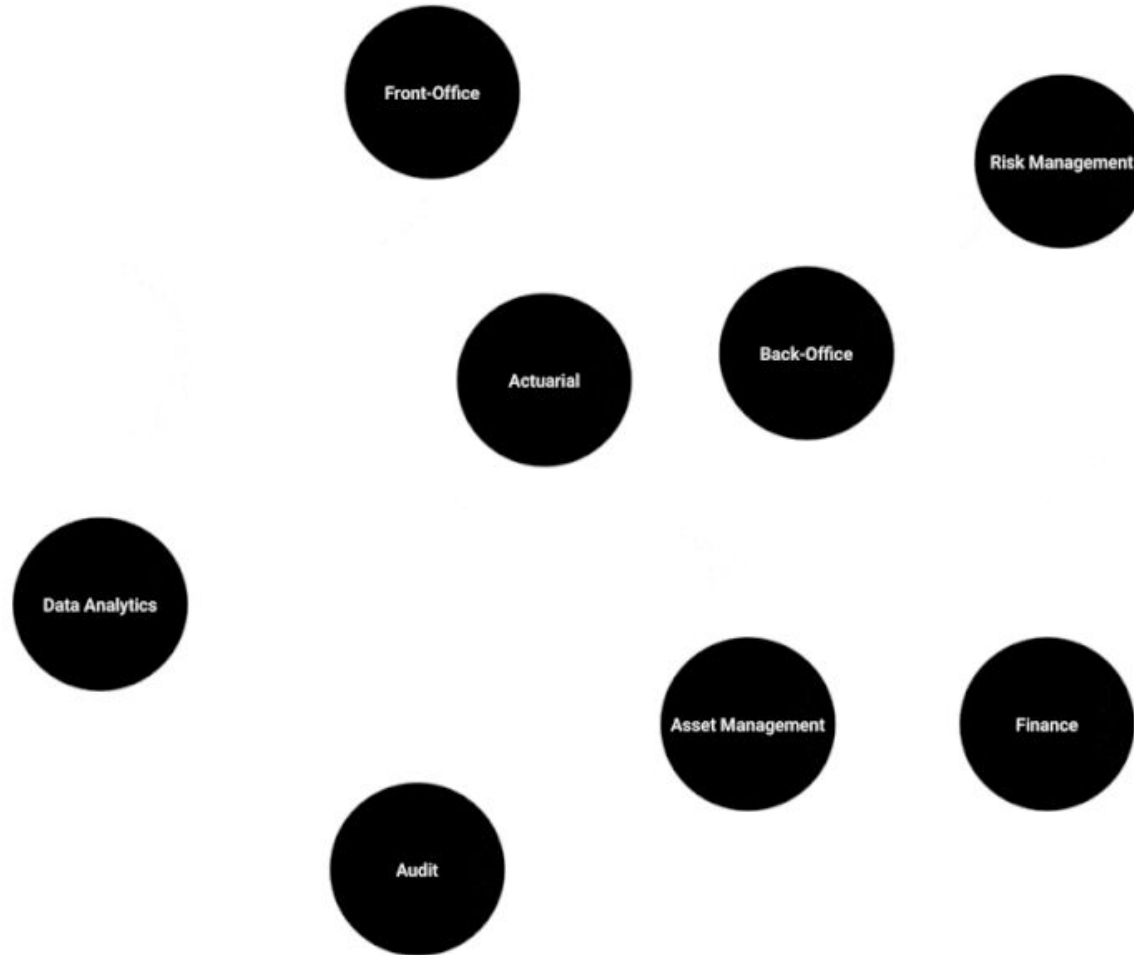 Front-Office
Risk Management
Back-Office
Actuarial
Data Analytics
Asset Management
Finance
Audit